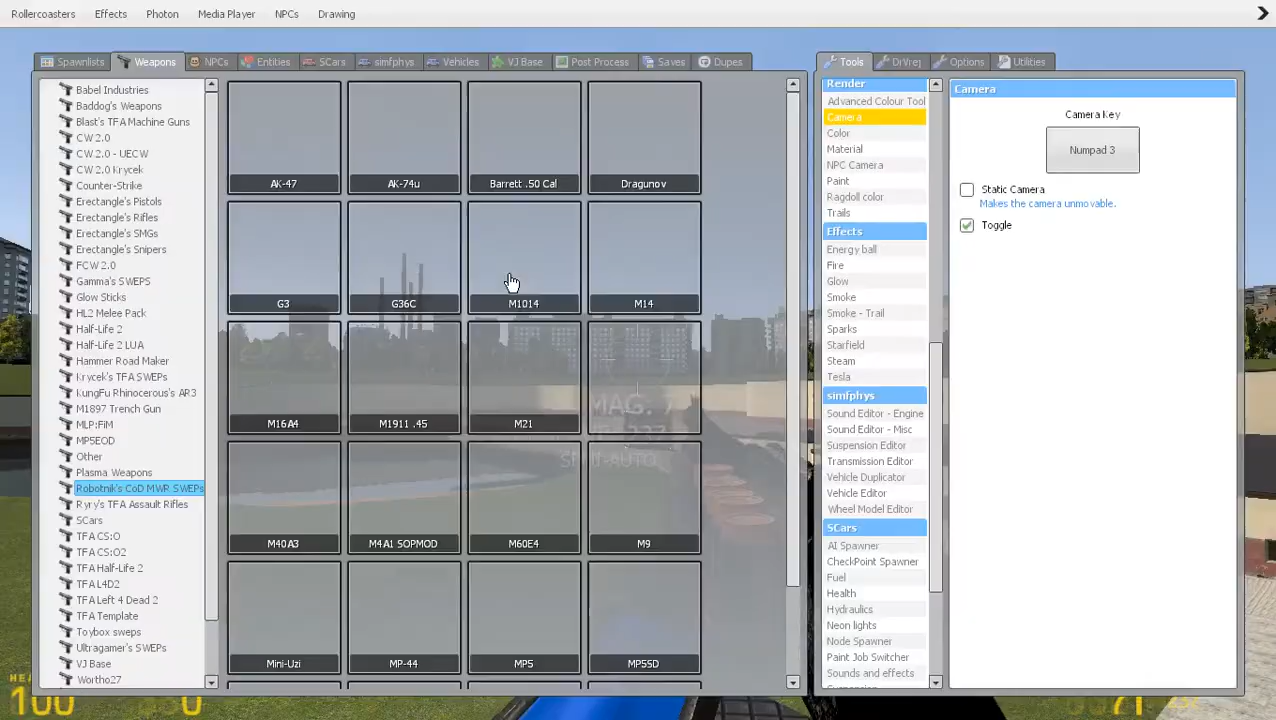 Rollercoasters Effects Photon Media Player NPCs Drawing
Spawnlists Weapons NPCs Entities SCars simfphys Vehicles VJ Base Post Process Saves Dupes
Babel Industries
Baddog's Weapons
Blast's TFA Machine Guns
CW 2.0
CW 2.0 - UECW
CW 2.0 Krycek
Counter-Strike
Erectangle's Pistols
Erectangle's Rifles
Erectangle's SMGs
Erectangle's Snipers
FCW 2.0
Gamma's SWEPS
Glow Sticks
HL2 Melee Pack
Half-Life 2
Half-Life 2 LUA
Hammer Road Maker
Krycek's TFA SWEPs
KungFu Rhinocerous's AR3
M1897 Trench Gun
MLP:FiM
MP5EOD
Other
Plasma Weapons
Robotnik's CoD MWR SWEPs
Ryry's TFA Assault Rifles
SCars
TFA CS:O
TFA CS:O2
TFA Half-Life 2
TFA L4D2
TFA Left 4 Dead 2
TFA Template
Toybox sweps
Ultragamer's SWEPs
VJ Base
Wortho27
AK-47 AK-74u Barrett .50 Cal Dragunov
G3 G36C M1014 M14
M16A4 M1911 .45 M21
MAG. 7
SEMI-AUTO
M40A3 M4A1 SOPMOD M60E4 M9
Mini-Uzi MP-44 MP5 MP5SD
Tools DrVrej Options Utilities
Render
Advanced Colour Tool
Camera
Color
Material
NPC Camera
Paint
Ragdoll color
Trails
Effects
Energy ball
Fire
Glow
Smoke
Smoke - Trail
Sparks
Starfield
Steam
Tesla
simfphys
Sound Editor - Engine
Sound Editor - Misc
Suspension Editor
Transmission Editor
Vehicle Duplicator
Vehicle Editor
Wheel Model Editor
SCars
AI Spawner
CheckPoint Spawner
Fuel
Health
Hydraulics
Neon lights
Node Spawner
Paint Job Switcher
Sounds and effects
Suspension
Camera
Camera Key
Numpad 3
Static Camera
Makes the camera unmovable.
Toggle
100 0